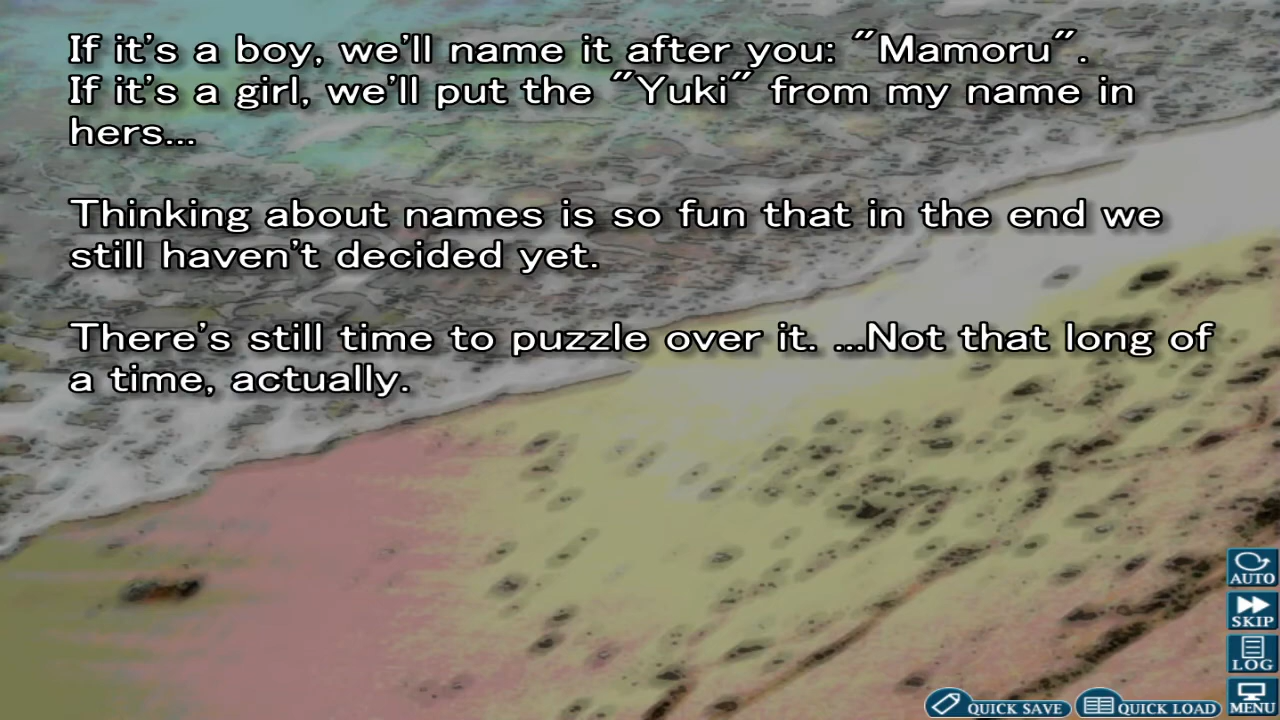 If it's a boy, we'll name it after you: "Mamoru".
If it's a girl, we'll put the "Yuki" from my name in
hers...
Thinking about names is so fun that in the end we
still haven't decided yet.
There's still time to puzzle over it. ...Not that long of
a time, actually.
AUTO
SKIP
LOG
MENU
QUICK SAVE
QUICK LOAD